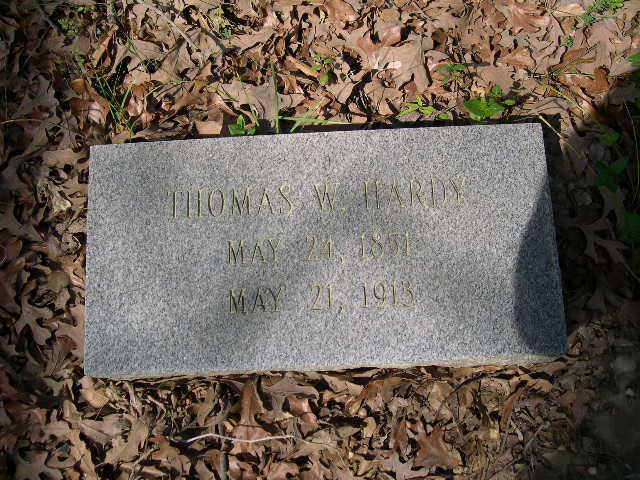 THOMAS W. HARDY
MAY 24, 1851
MAY 21, 1913